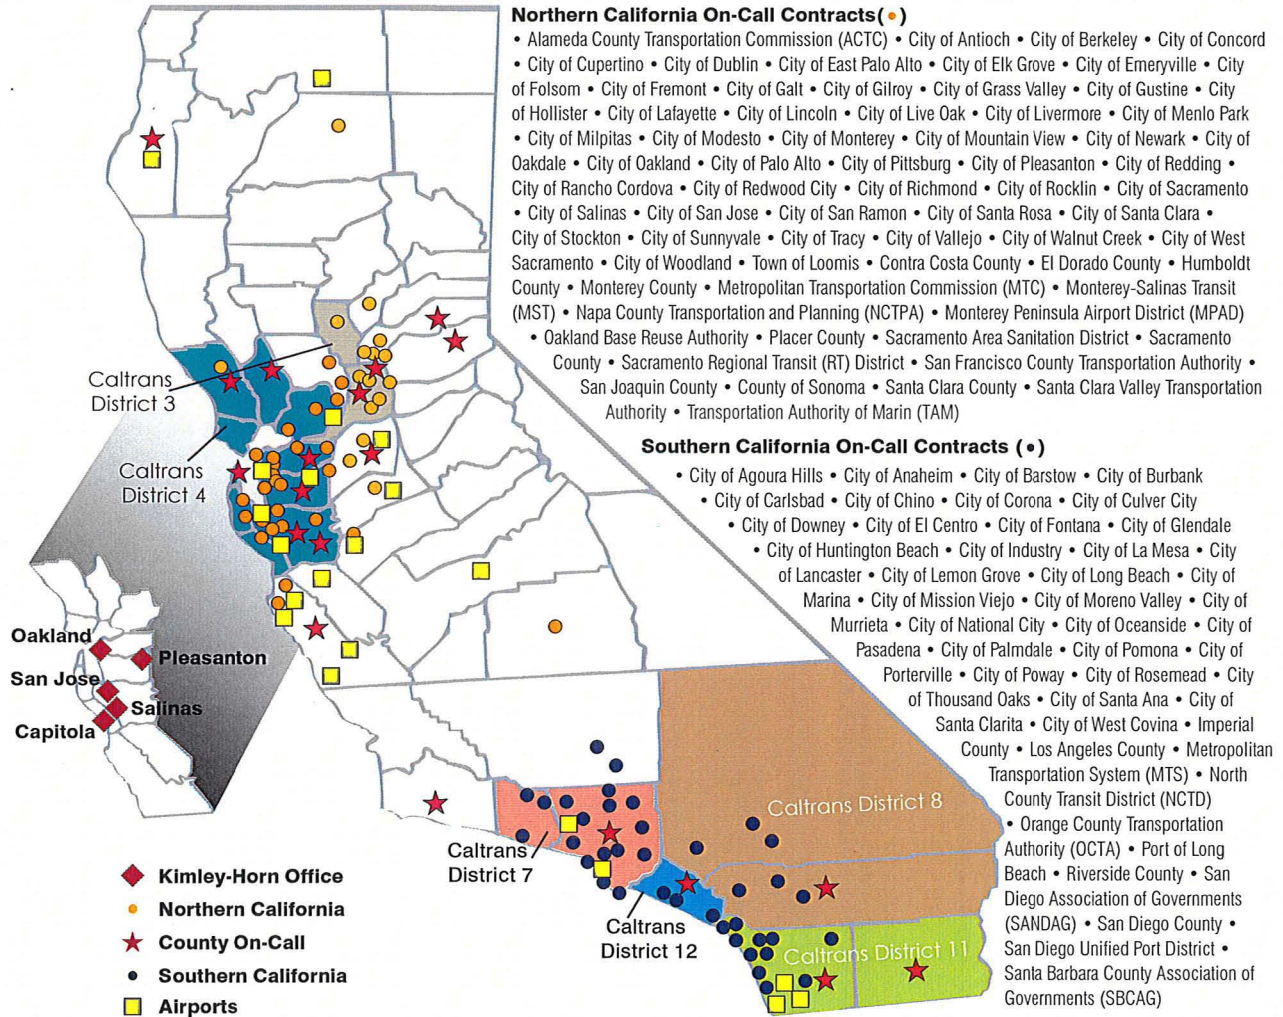 Northern California On-Call Contracts(•)
• Alameda County Transportation Commission (ACTC) • City of Antioch • City of Berkeley • City of Concord
• City of Cupertino • City of Dublin • City of East Palo Alto • City of Elk Grove • City of Emeryville • City
of Folsom • City of Fremont • City of Galt • City of Gilroy • City of Grass Valley • City of Gustine • City
of Hollister • City of Lafayette • City of Lincoln • City of Live Oak • City of Livermore • City of Menlo Park
• City of Milpitas • City of Modesto • City of Monterey • City of Mountain View • City of Newark • City of
Oakdale • City of Oakland • City of Palo Alto • City of Pittsburg • City of Pleasanton • City of Redding •
City of Rancho Cordova • City of Redwood City • City of Richmond • City of Rocklin • City of Sacramento
• City of Salinas • City of San Jose • City of San Ramon • City of Santa Rosa • City of Santa Clara •
City of Stockton • City of Sunnyvale • City of Tracy • City of Vallejo • City of Walnut Creek • City of West
Sacramento • City of Woodland • Town of Loomis • Contra Costa County • El Dorado County • Humboldt
County • Monterey County • Metropolitan Transportation Commission (MTC) • Monterey-Salinas Transit
(MST) • Napa County Transportation and Planning (NCTPA) • Monterey Peninsula Airport District (MPAD)
• Oakland Base Reuse Authority • Placer County • Sacramento Area Sanitation District • Sacramento
County • Sacramento Regional Transit (RT) District • San Francisco County Transportation Authority •
San Joaquin County • County of Sonoma • Santa Clara County • Santa Clara Valley Transportation
Authority • Transportation Authority of Marin (TAM)
Southern California On-Call Contracts (•)
• City of Agoura Hills • City of Anaheim • City of Barstow • City of Burbank
• City of Carlsbad • City of Chino • City of Corona • City of Culver City
• City of Downey • City of El Centro • City of Fontana • City of Glendale
• City of Huntington Beach • City of Industry • City of La Mesa • City
of Lancaster • City of Lemon Grove • City of Long Beach • City of
Marina • City of Mission Viejo • City of Moreno Valley • City of
Murrieta • City of National City • City of Oceanside • City of
Pasadena • City of Palmdale • City of Pomona • City of
Porterville • City of Poway • City of Rosemead • City
of Thousand Oaks • City of Santa Ana • City of
Santa Clarita • City of West Covina • Imperial
County • Los Angeles County • Metropolitan
Transportation System (MTS) • North
County Transit District (NCTD)
• Orange County Transportation
Authority (OCTA) • Port of Long
Beach • Riverside County • San
Diego Association of Governments
(SANDAG) • San Diego County •
San Diego Unified Port District •
Santa Barbara County Association of
Governments (SBCAG)
Caltrans
District 3
Caltrans
District 4
Oakland
Pleasanton
San Jose
Salinas
Capitola
Caltrans District 8
Caltrans
District 7
Caltrans
District 12
Caltrans District 11
Kimley-Horn Office
Northern California
County On-Call
Southern California
Airports